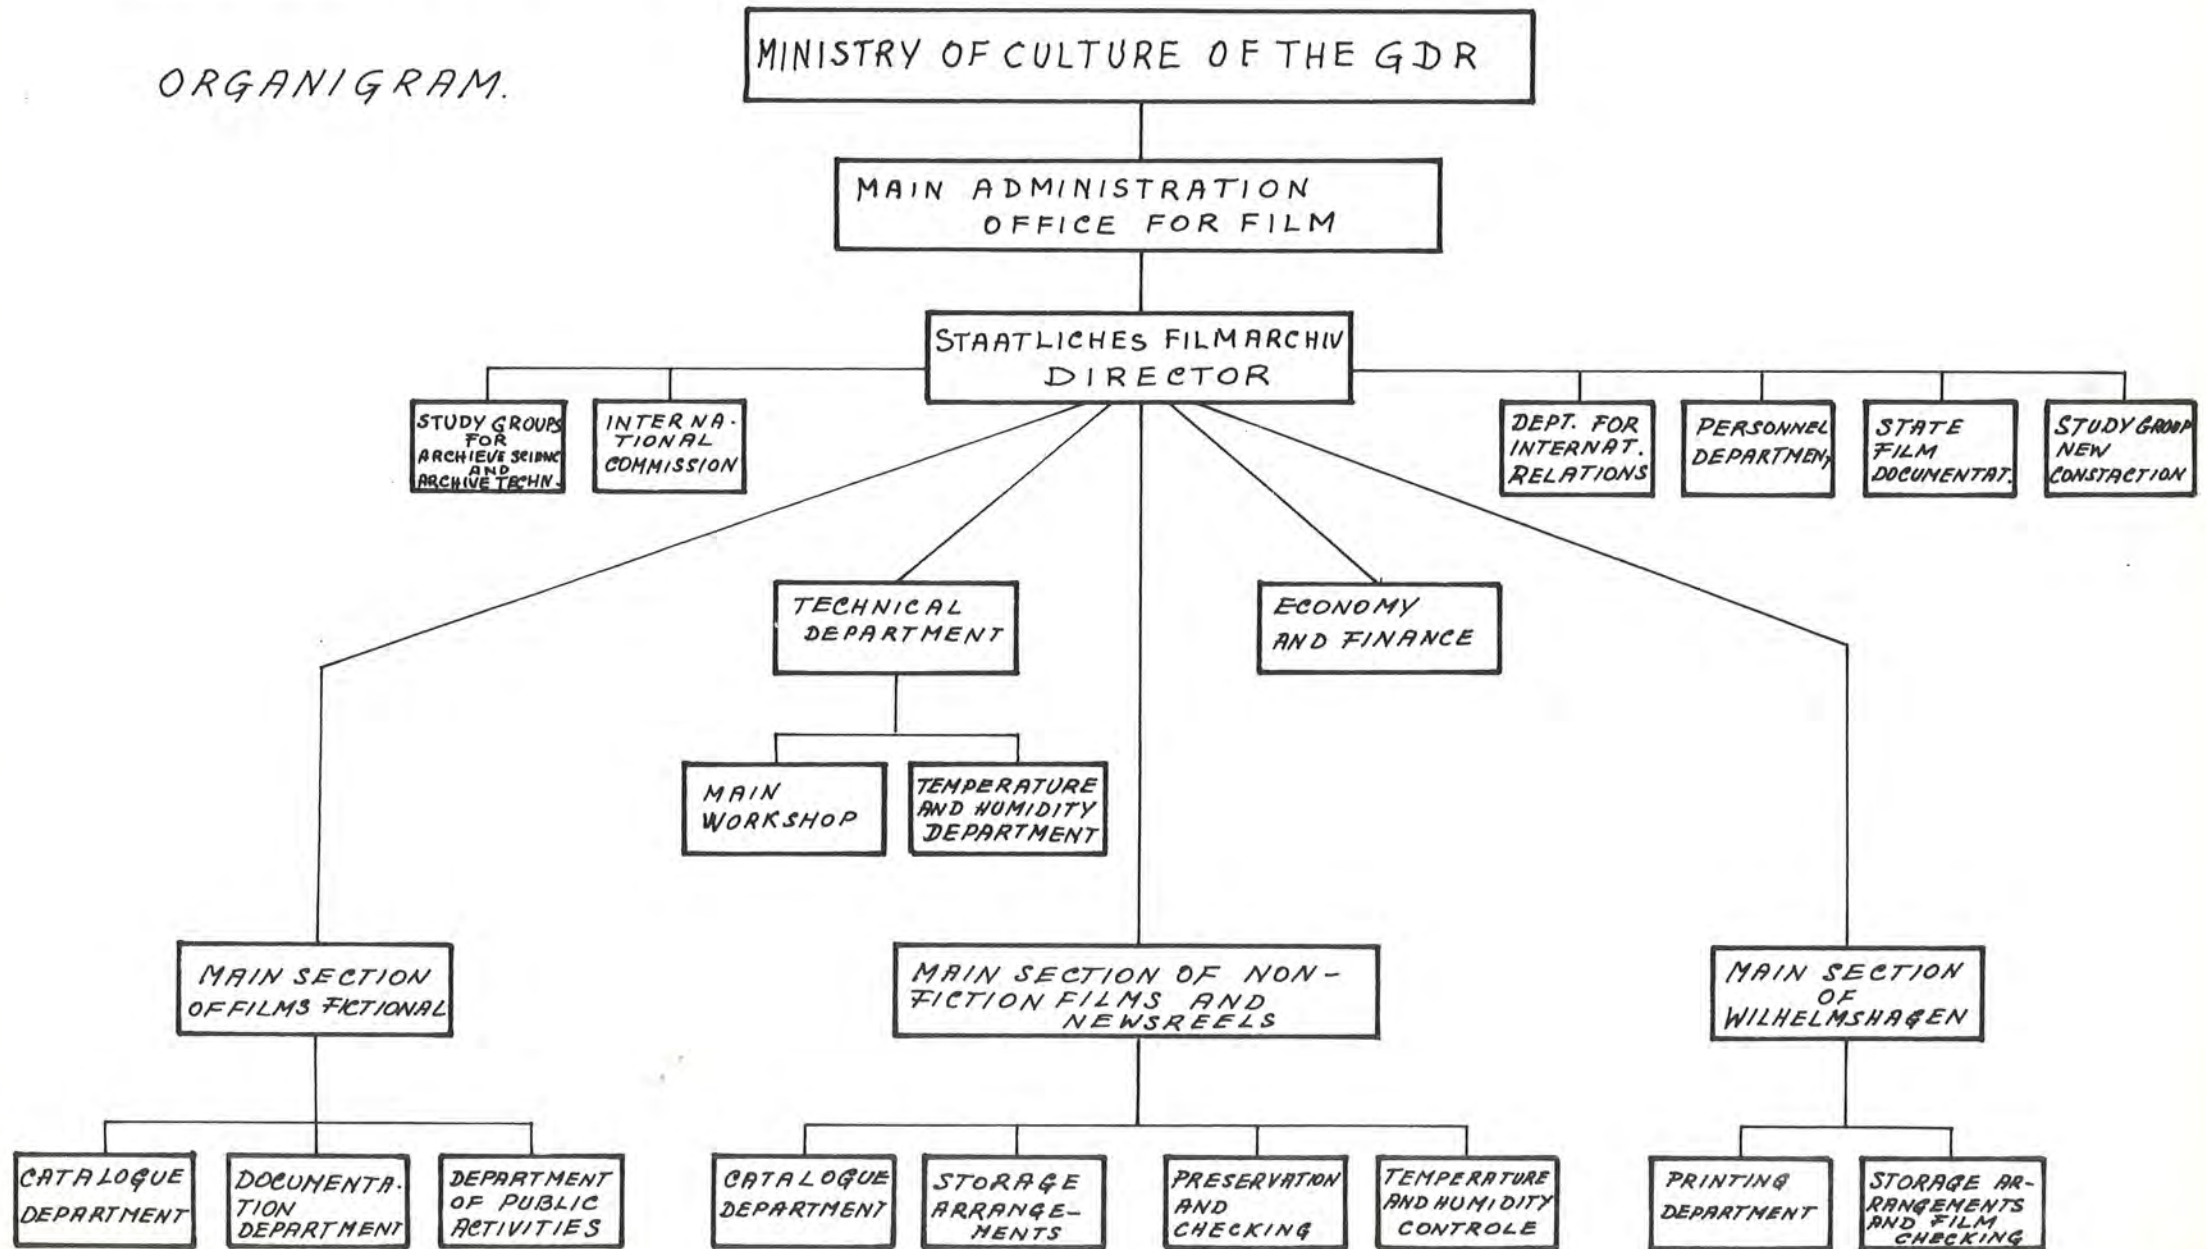 ORGANIGRAM.
MINISTRY OF CULTURE OF THE GDR
MAIN ADMINISTRATION
OFFICE FOR FILM
STAATLICHES FILMARCHIV
DIRECTOR
STUDY GROUPS
FOR
ARCHIEVE SCIENC
AND
ARCHIVE TECHN.
INTERNA-
TIONAL
COMMISSION
DEPT. FOR
INTERNAT.
RELATIONS
PERSONNEL
DEPARTMENT
STATE
FILM
DOCUMENTAT.
STUDY GROUP
NEW
CONSTACTION
TECHNICAL
DEPARTMENT
ECONOMY
AND FINANCE
MAIN
WORKSHOP
TEMPERATURE
AND HUMIDITY
DEPARTMENT
MAIN SECTION
OF FILMS FICTIONAL
MAIN SECTION OF NON-
FICTION FILMS AND
NEWSREELS
MAIN SECTION
OF
WILHELMSHAGEN
CATALOGUE
DEPARTMENT
DOCUMENTA-
TION
DEPARTMENT
DEPARTMENT
OF PUBLIC
ACTIVITIES
CATALOGUE
DEPARTMENT
STORAGE
ARRANGE-
MENTS
PRESERVATION
AND
CHECKING
TEMPERATURE
AND HUMIDITY
CONTROLE
PRINTING
DEPARTMENT
STORAGE AR-
RANGEMENTS
AND FILM
CHECKING